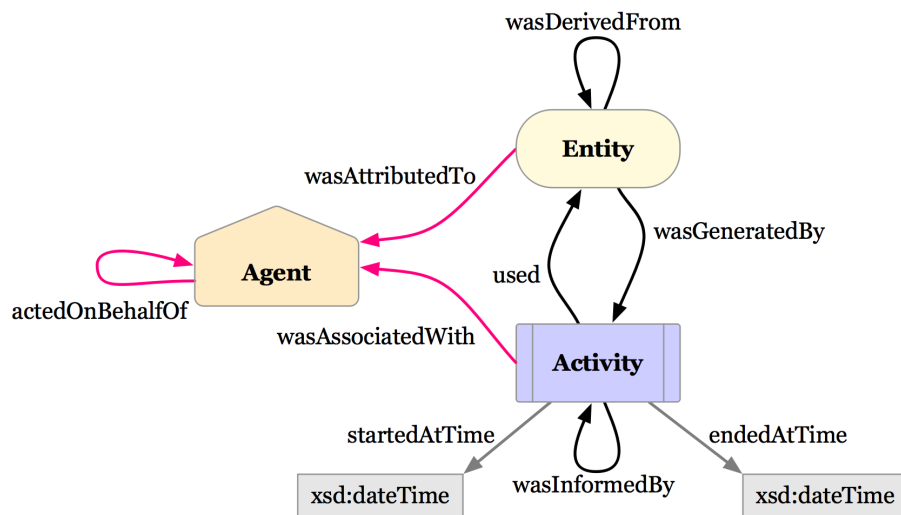 wasDerivedFrom
Entity
wasAttributedTo
wasGeneratedBy
Agent
used
actedOnBehalfOf
wasAssociatedWith
Activity
startedAtTime
endedAtTime
wasInformedBy
xsd:dateTime
xsd:dateTime